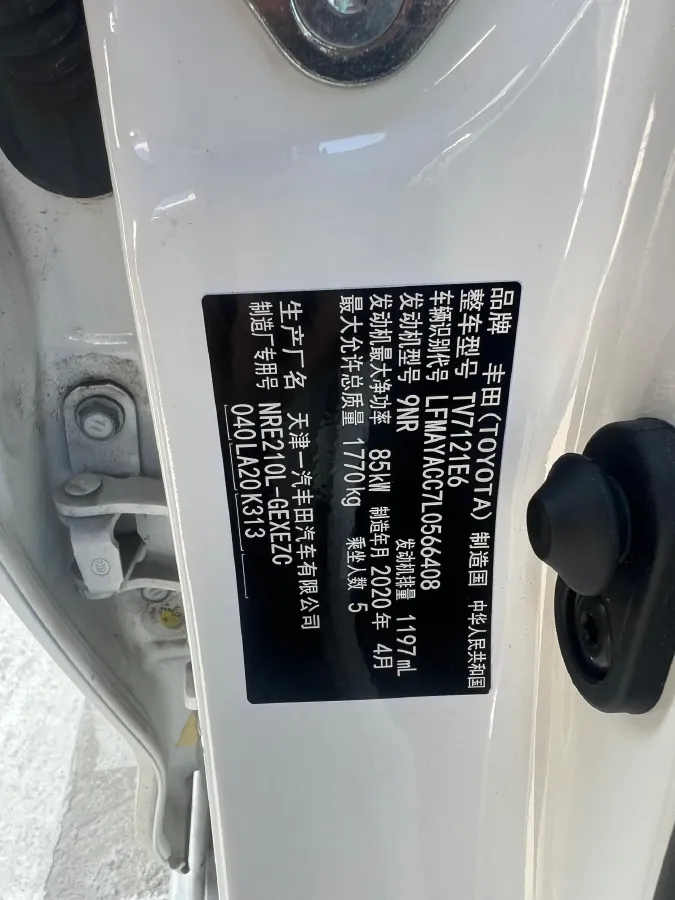 品牌 丰田(TOYOTA) 制造国 中华人民共和国
整车型号 TV7121E6
车辆识别代号 LFMAYACC7L0566408
发动机型号 9NR 发动机排量 1197 mL
发动机最大净功率 85kW 制造年月 2020年 4月
最大允许总质量 1770kg 乘坐人数 5
生产厂名 天津一汽丰田汽车有限公司
制造厂专用号 NRE210L-GEXEZC
040 LA20 K313